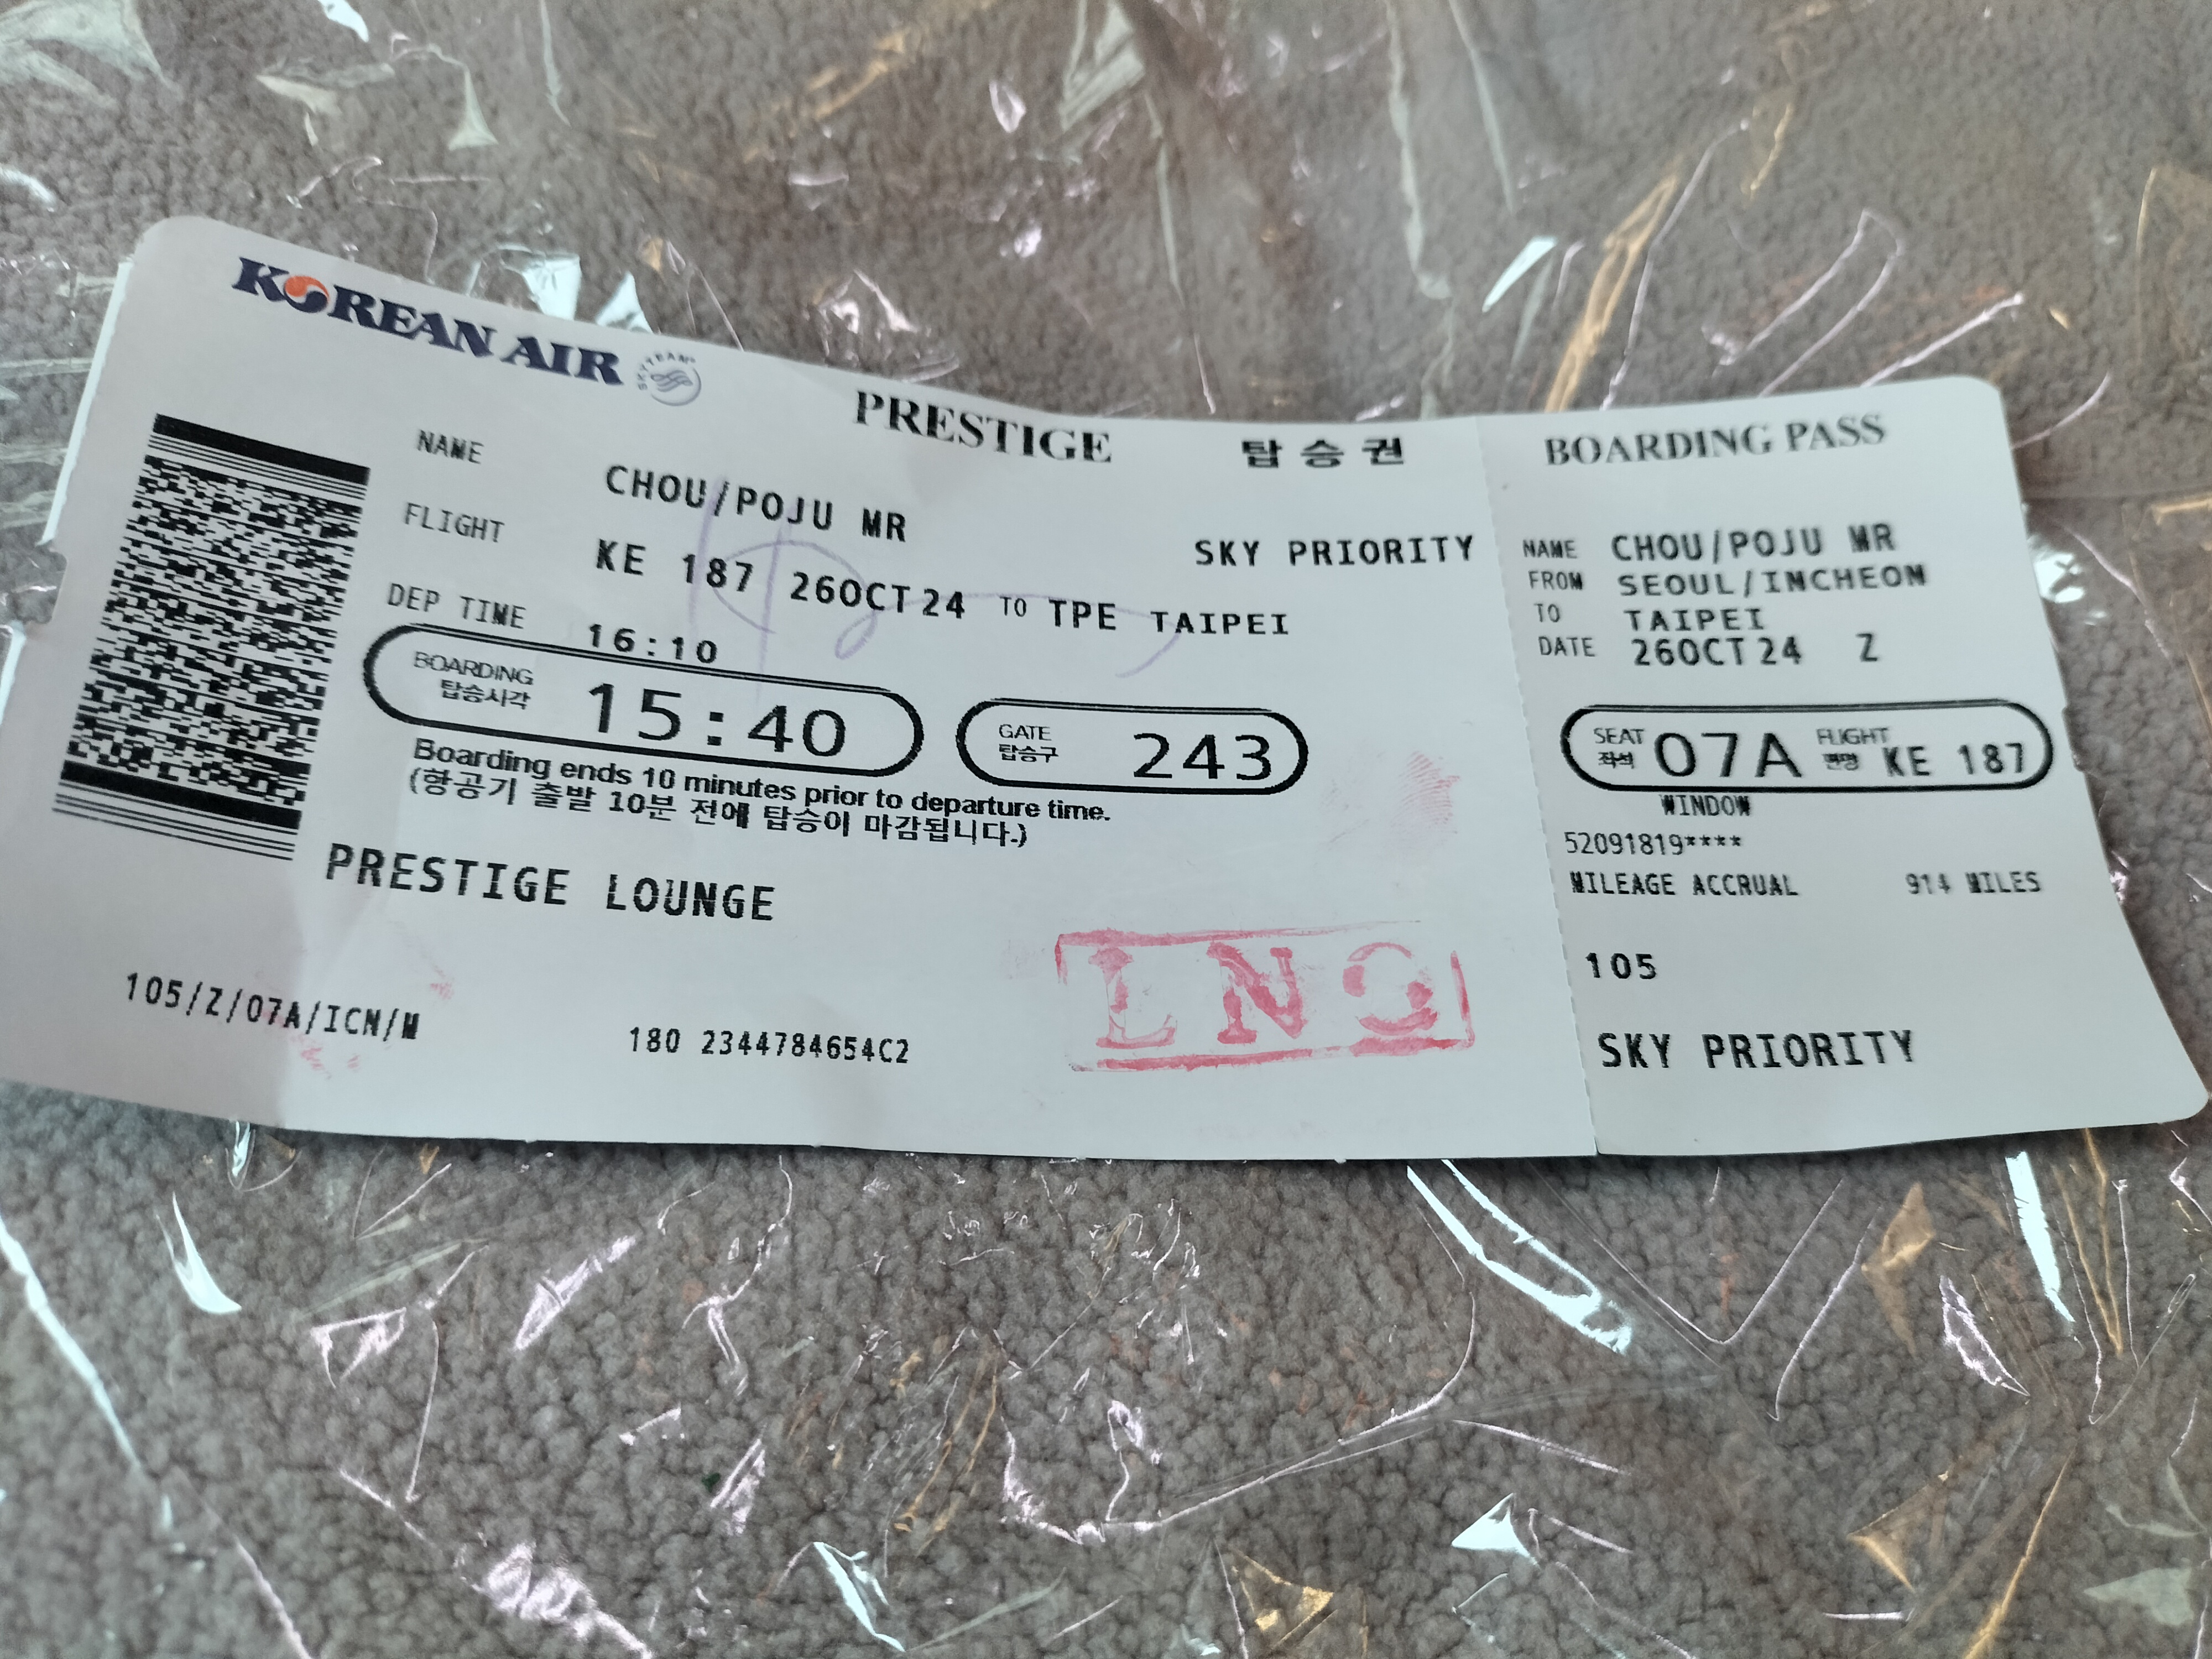 KOREAN AIR
SKYTEAM
PRESTIGE 탑승권
NAME CHOU/POJU MR
SKY PRIORITY
FLIGHT KE 187 26OCT24 TO TPE TAIPEI
DEP TIME 16:10
BOARDING 탑승시각 15:40
GATE 탑승구 243
Boarding ends 10 minutes prior to departure time.
(항공기 출발 10분 전에 탑승이 마감됩니다.)
PRESTIGE LOUNGE
105/Z/07A/ICN/M
180 2344784654C2
BOARDING PASS
NAME CHOU/POJU MR
FROM SEOUL/INCHEON
TO TAIPEI
DATE 26OCT24 Z
SEAT 좌석 07A FLIGHT 편명 KE 187
WINDOW
52091819****
MILEAGE ACCRUAL 914 MILES
105
SKY PRIORITY